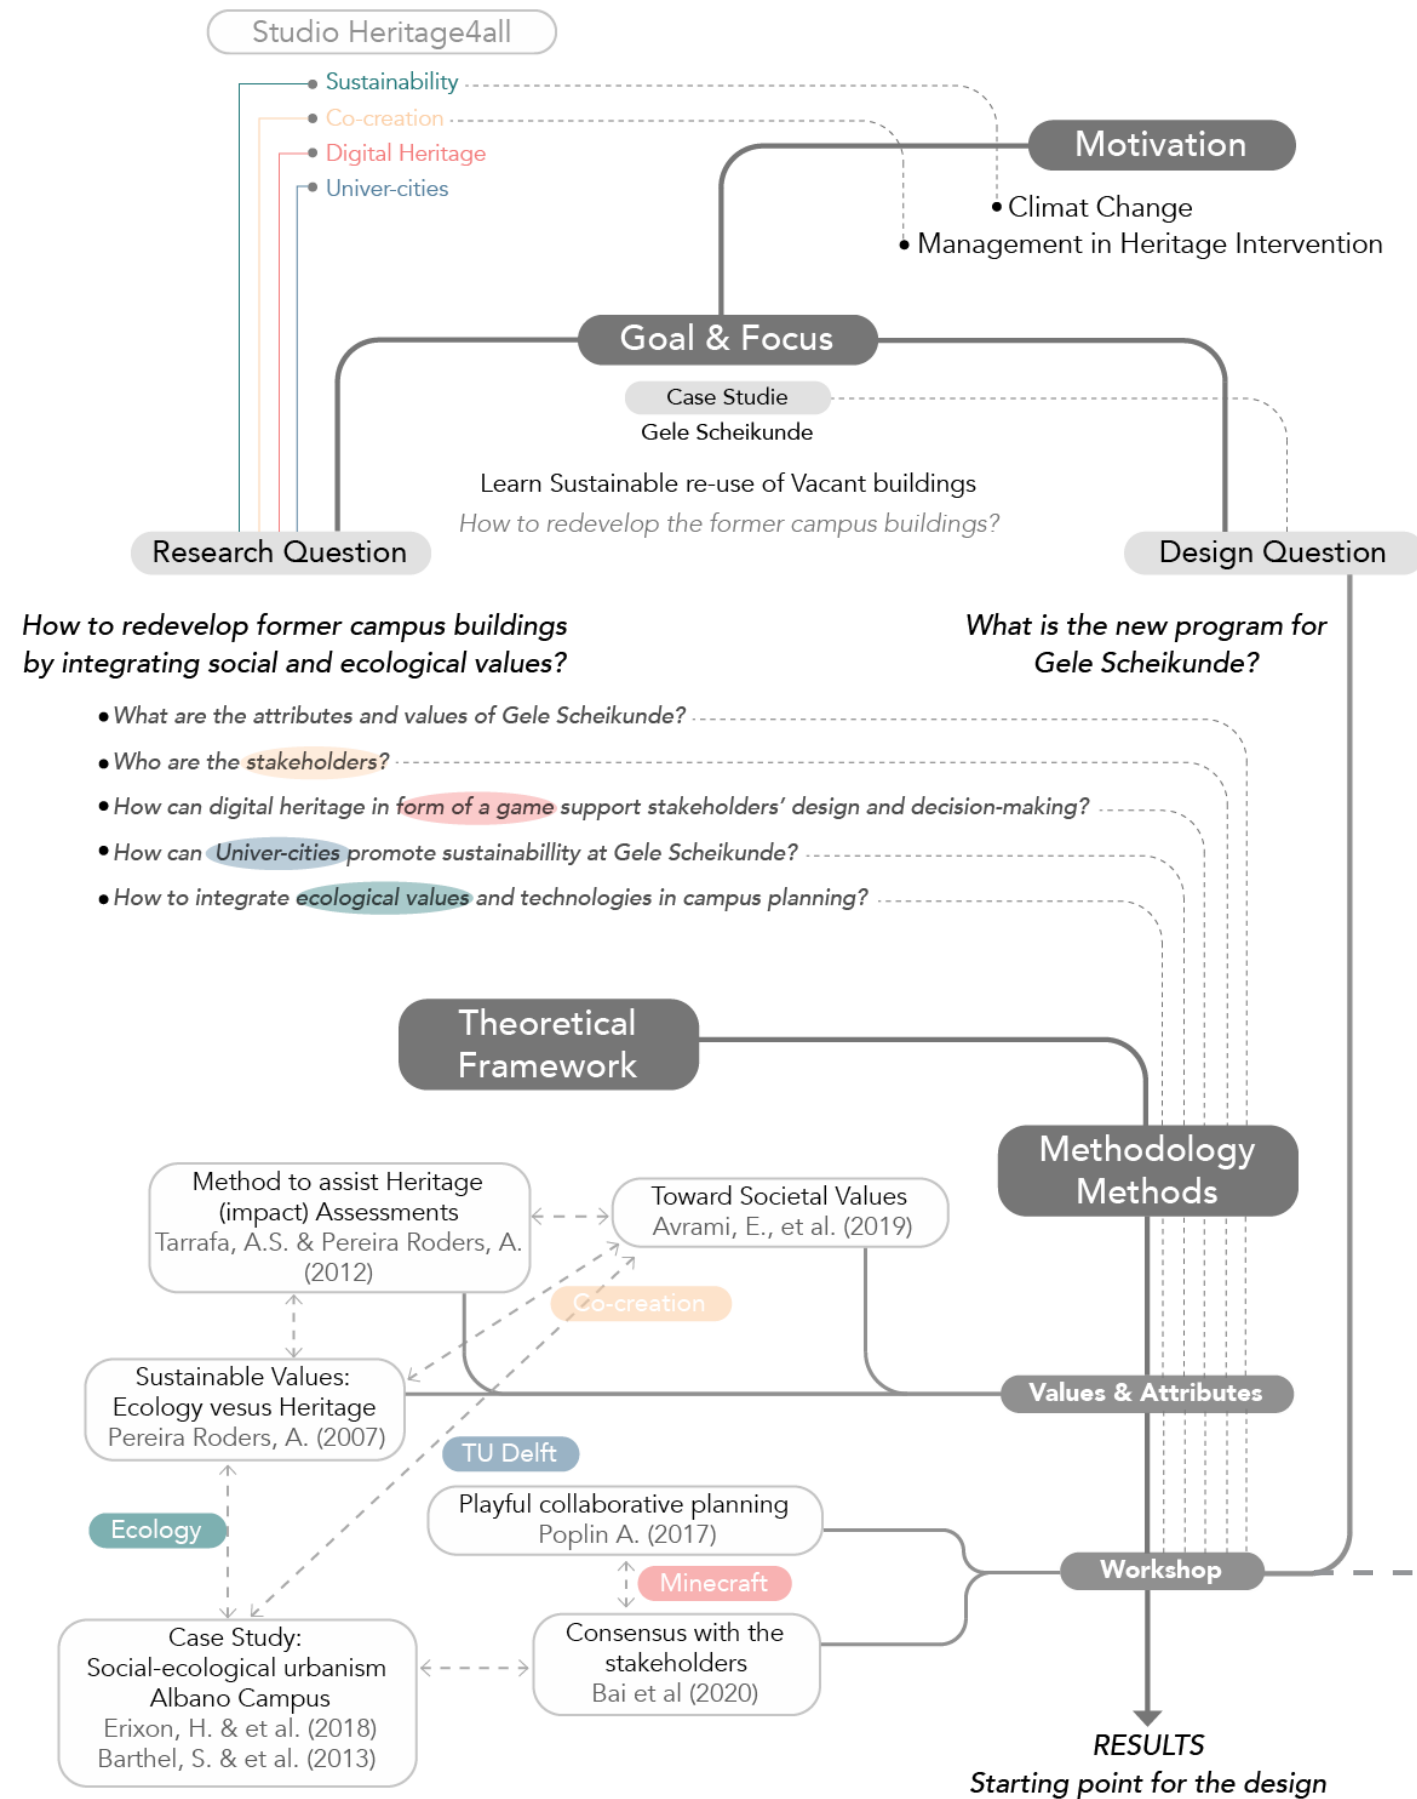 Studio Heritage4all
Sustainability
Co-creation
Digital Heritage
Univer-cities
Motivation
Climat Change
Management in Heritage Intervention
Goal & Focus
Case Studie
Gele Scheikunde
Learn Sustainable re-use of Vacant buildings
How to redevelop the former campus buildings?
Research Question
Design Question
How to redevelop former campus buildings
by integrating social and ecological values?
What is the new program for
Gele Scheikunde?
What are the attributes and values of Gele Scheikunde?
Who are the stakeholders?
How can digital heritage in form of a game support stakeholders' design and decision-making?
How can Univer-cities promote sustainabillity at Gele Scheikunde?
How to integrate ecological values and technologies in campus planning?
Theoretical
Framework
Methodology
Methods
Method to assist Heritage
(impact) Assessments
Tarrafa, A.S. & Pereira Roders, A.
(2012)
Toward Societal Values
Avrami, E., et al. (2019)
Co-creation
Sustainable Values:
Ecology vesus Heritage
Pereira Roders, A. (2007)
Values & Attributes
TU Delft
Playful collaborative planning
Poplin A. (2017)
Ecology
Minecraft
Workshop
Case Study:
Social-ecological urbanism
Albano Campus
Erixon, H. & et al. (2018)
Barthel, S. & et al. (2013)
Consensus with the
stakeholders
Bai et al (2020)
RESULTS
Starting point for the design